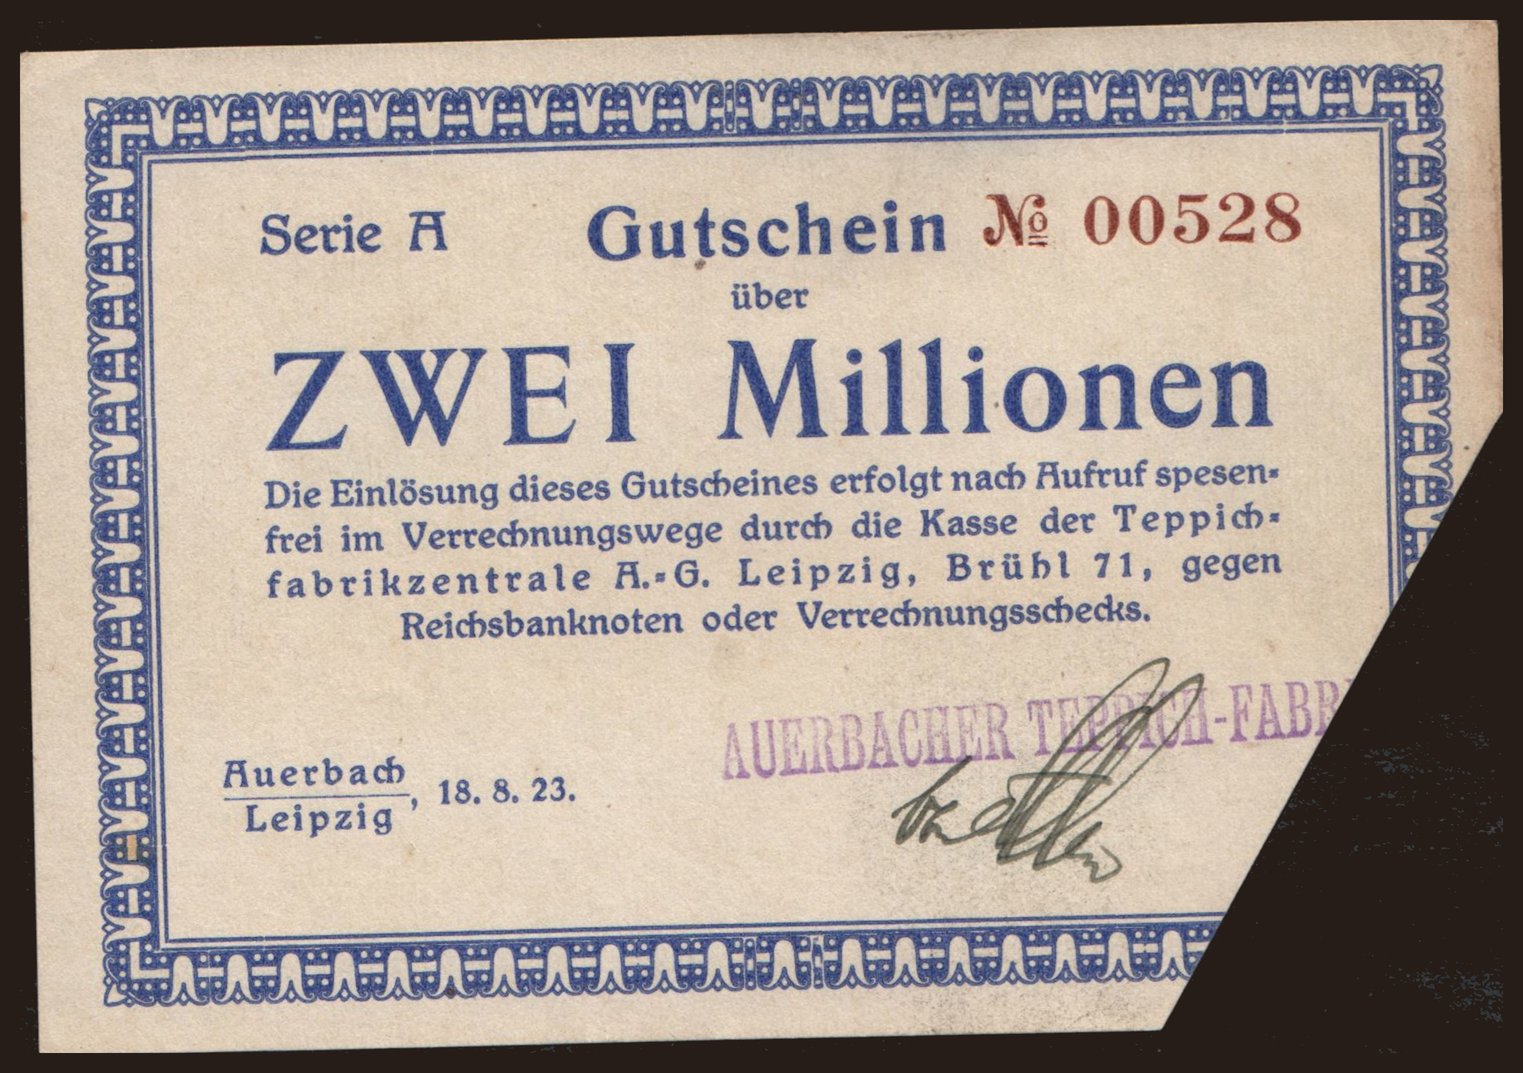 Serie A Gutschein № 00528
über
ZWEI Millionen
Die Einlösung dieses Gutscheines erfolgt nach Aufruf spesen-
frei im Verrechnungswege durch die Kasse der Teppich-
fabrikzentrale A.-G. Leipzig, Brühl 71, gegen
Reichsbanknoten oder Verrechnungsschecks.
AUERBACHER TEPPICH-FABR
Auerbach
Leipzig , 18. 8. 23.